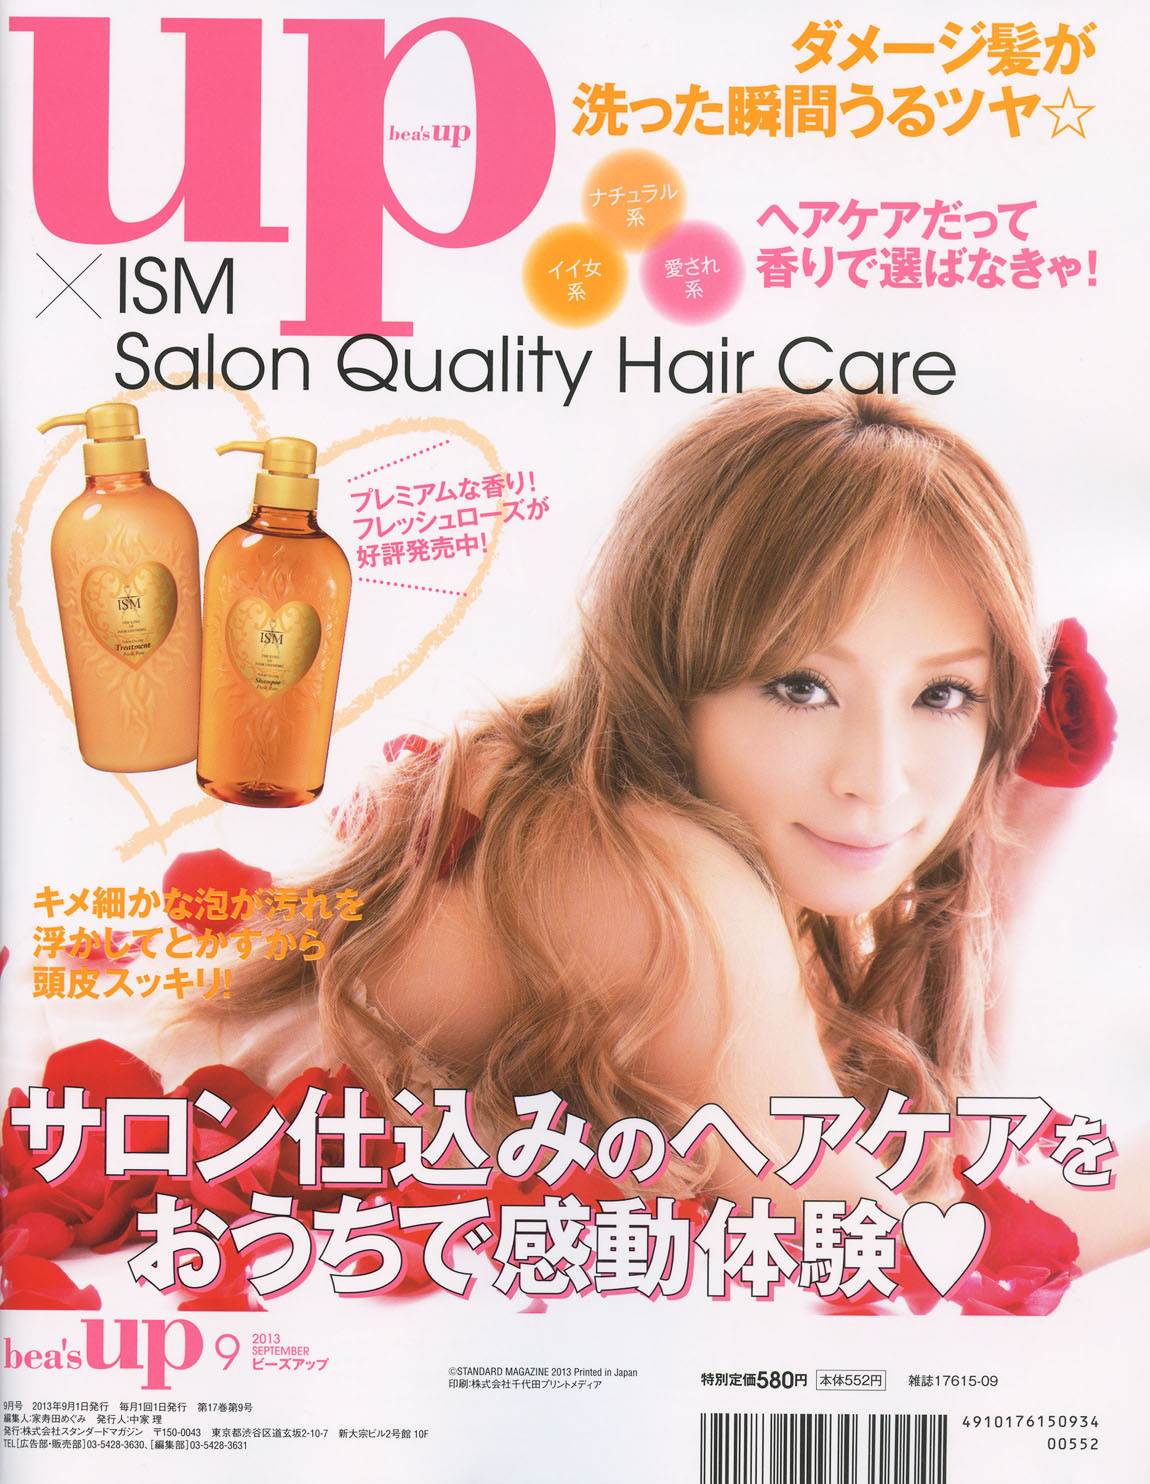 up
bea's up
ダメージ髪が
洗った瞬間うるツヤ☆
ナチュラル
系
イイ女
系
愛され
系
ヘアケアだって
香りで選ばなきゃ!
×ISM
Salon Quality Hair Care
プレミアムな香り!
フレッシュローズが
好評発売中!
ISM
Treatment
ISM
Shampoo
キメ細かな泡が汚れを
浮かしてとかすから
頭皮スッキリ!
サロン仕込みのヘアケアを
おうちで感動体験♥
bea's up 9
2013
SEPTEMBER
ビーズアップ
©STANDARD MAGAZINE 2013 Printed in Japan
印刷:株式会社千代田プリントメディア
特別定価580円 本体552円 雑誌17615-09
9月号 2013年9月1日発行 毎月1回1日発行 第17巻第9号
編集人:家寿田めぐみ 発行人:中家 理
発行:株式会社スタンダードマガジン 〒150-0043 東京都渋谷区道玄坂2-10-7 新大宗ビル2号館 10F
TEL[広告部・販売部]03-5428-3630、[編集部]03-5428-3631
4910176150934
00552